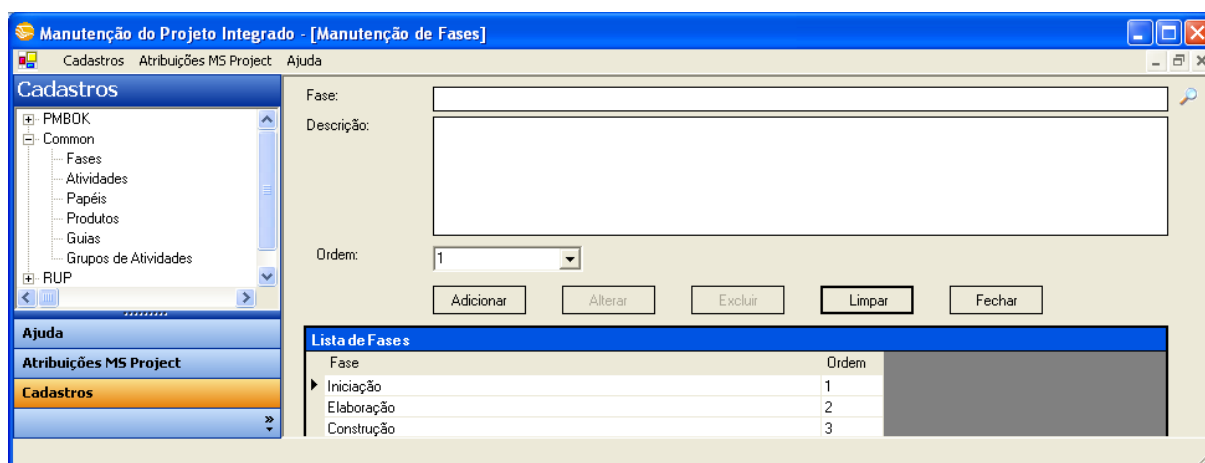 Manutenção do Projeto Integrado - [Manutenção de Fases]
Cadastros Atribuições MS Project Ajuda
Cadastros
PMBOK
Common
Fases
Atividades
Papéis
Produtos
Guias
Grupos de Atividades
RUP
Ajuda
Atribuições MS Project
Cadastros
Fase:
Descrição:
Ordem: 1
Adicionar Alterar Excluir Limpar Fechar
Lista de Fases
Fase Ordem
Iniciação 1
Elaboração 2
Construção 3